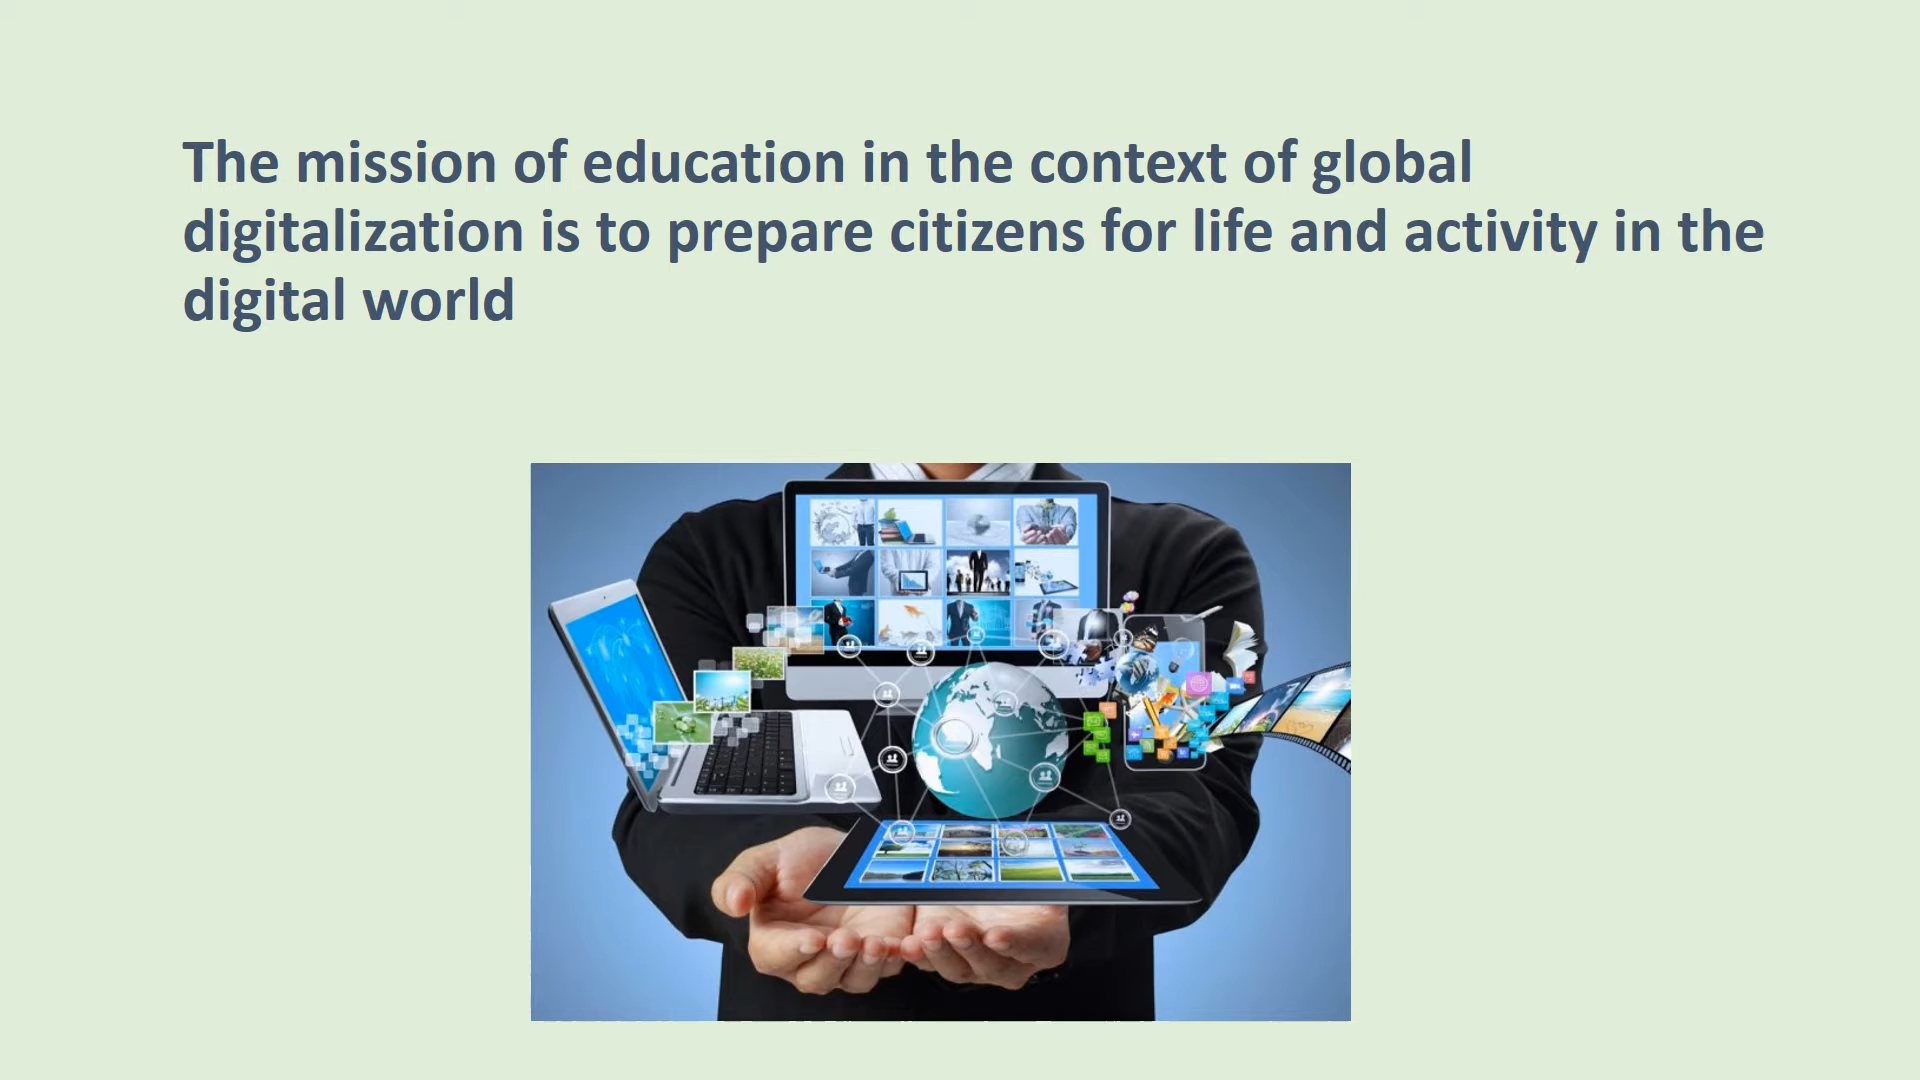 The mission of education in the context of global
digitalization is to prepare citizens for life and activity in the
digital world